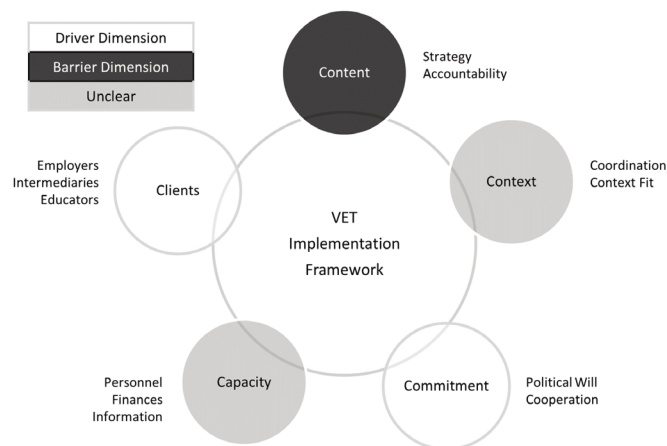 Driver Dimension
Barrier Dimension
Unclear
Content
Strategy
Accountability
Context
Coordination
Context Fit
Employers
Intermediaries
Educators
Clients
VET
Implementation
Framework
Personnel
Finances
Information
Capacity
Commitment
Political Will
Cooperation